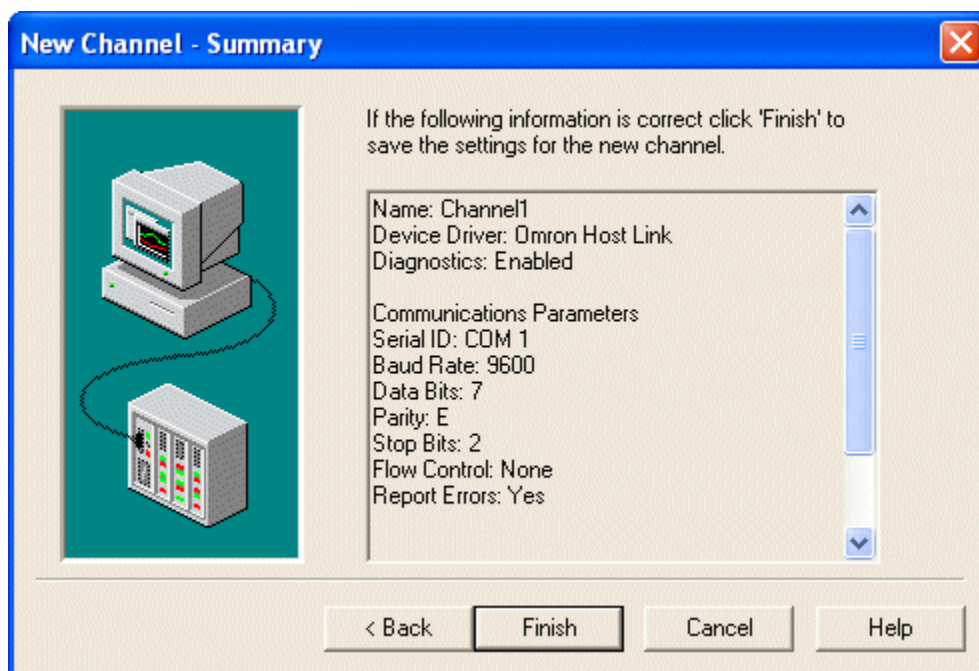 New Channel - Summary
If the following information is correct click 'Finish' to
save the settings for the new channel.
Name: Channel1
Device Driver: Omron Host Link
Diagnostics: Enabled
Communications Parameters
Serial ID: COM 1
Baud Rate: 9600
Data Bits: 7
Parity: E
Stop Bits: 2
Flow Control: None
Report Errors: Yes
< Back Finish Cancel Help